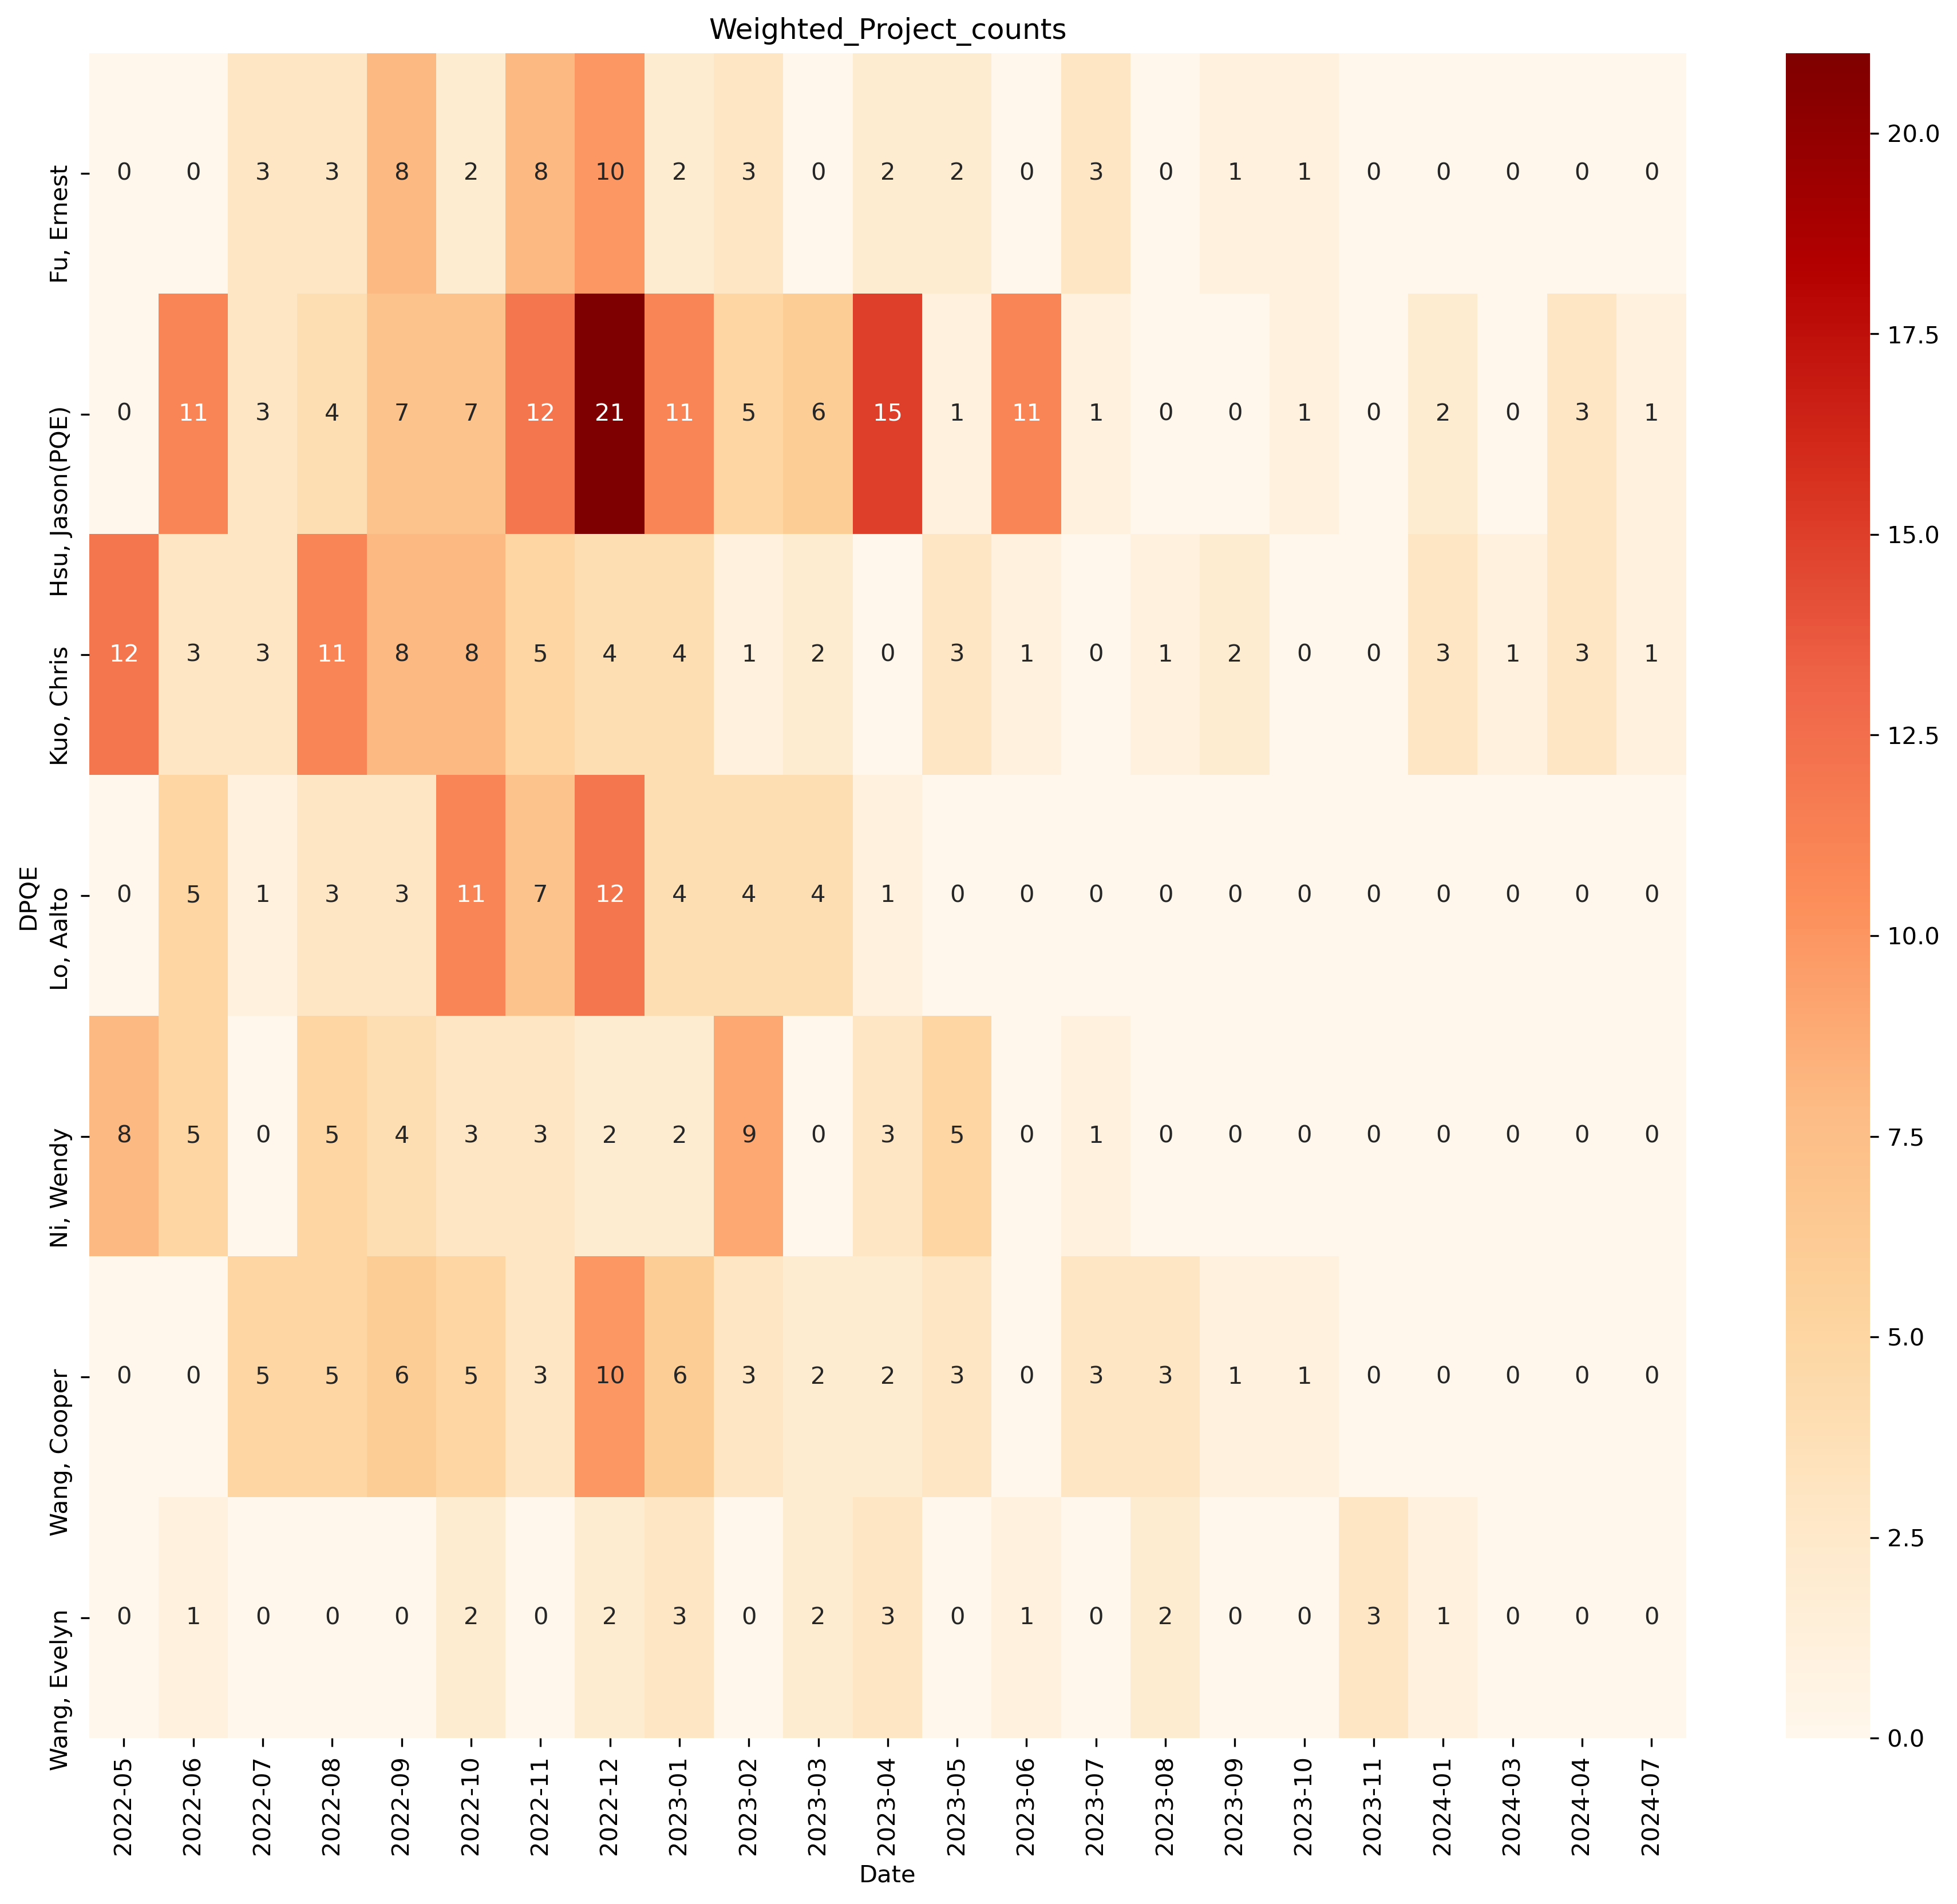 Weighted_Project_counts
DPQE
Fu, Ernest
0 0 3 3 8 2 8 10 2 3 0 2 2 0 3 0 1 1 0 0 0 0 0
Hsu, Jason(PQE)
0 11 3 4 7 7 12 21 11 5 6 15 1 11 1 0 0 1 0 2 0 3 1
Kuo, Chris
12 3 3 11 8 8 5 4 4 1 2 0 3 1 0 1 2 0 0 3 1 3 1
Lo, Aalto
0 5 1 3 3 11 7 12 4 4 4 1 0 0 0 0 0 0 0 0 0 0 0
Ni, Wendy
8 5 0 5 4 3 3 2 2 9 0 3 5 0 1 0 0 0 0 0 0 0 0
Wang, Cooper
0 0 5 5 6 5 3 10 6 3 2 2 3 0 3 3 1 1 0 0 0 0 0
Wang, Evelyn
0 1 0 0 0 2 0 2 3 0 2 3 0 1 0 2 0 0 3 1 0 0 0
2022-05
2022-06
2022-07
2022-08
2022-09
2022-10
2022-11
2022-12
2023-01
2023-02
2023-03
2023-04
2023-05
2023-06
2023-07
2023-08
2023-09
2023-10
2023-11
2024-01
2024-03
2024-04
2024-07
Date
20.0
17.5
15.0
12.5
10.0
7.5
5.0
2.5
0.0